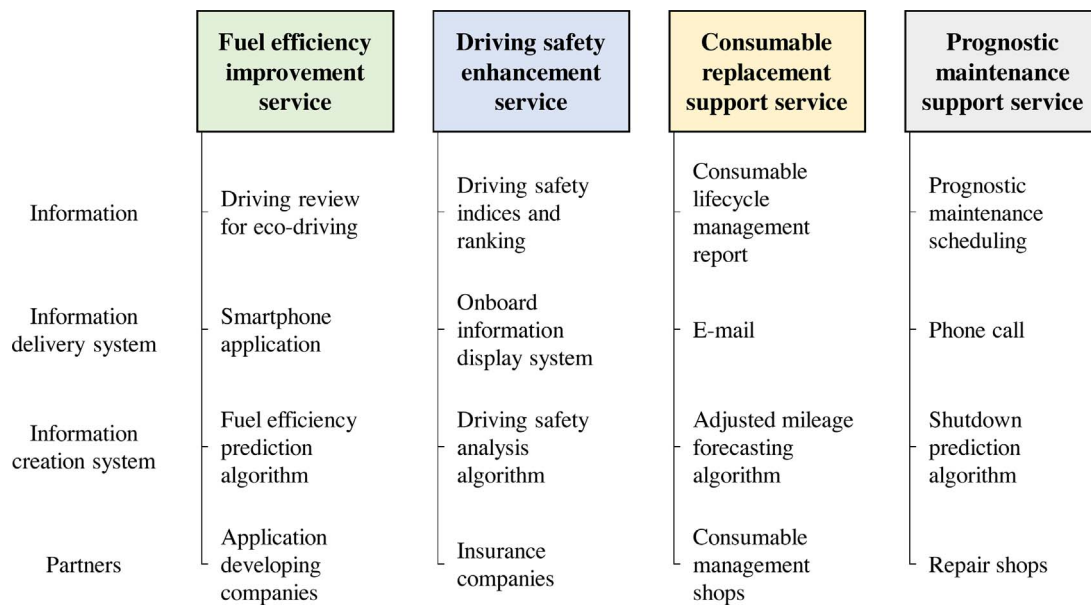 Fuel efficiency
improvement
service
Driving safety
enhancement
service
Consumable
replacement
support service
Prognostic
maintenance
support service
Information
Driving review
for eco-driving
Driving safety
indices and
ranking
Consumable
lifecycle
management
report
Prognostic
maintenance
scheduling
Information
delivery system
Smartphone
application
Onboard
information
display system
E-mail
Phone call
Information
creation system
Fuel efficiency
prediction
algorithm
Driving safety
analysis
algorithm
Adjusted mileage
forecasting
algorithm
Shutdown
prediction
algorithm
Partners
Application
developing
companies
Insurance
companies
Consumable
management
shops
Repair shops